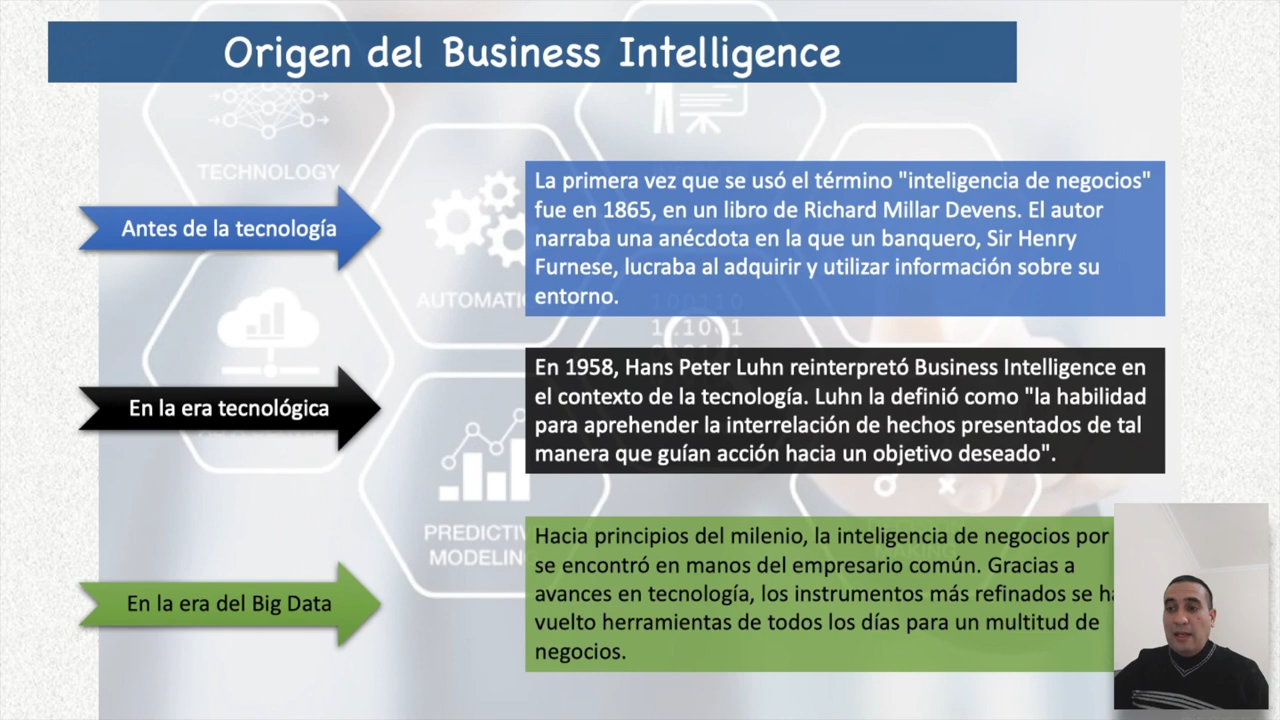 Origen del Business Intelligence
TECHNOLOGY
Antes de la tecnología
La primera vez que se usó el término "inteligencia de negocios"
fue en 1865, en un libro de Richard Millar Devens. El autor
narraba una anécdota en la que un banquero, Sir Henry
Furnese, lucraba al adquirir y utilizar información sobre su
entorno.
En la era tecnológica
En 1958, Hans Peter Luhn reinterpretó Business Intelligence en
el contexto de la tecnología. Luhn la definió como "la habilidad
para aprehender la interrelación de hechos presentados de tal
manera que guían acción hacia un objetivo deseado".
MODELING
En la era del Big Data
Hacia principios del milenio, la inteligencia de negocios por
se encontró en manos del empresario común. Gracias a
avances en tecnología, los instrumentos más refinados se
vuelto herramientas de todos los días para un multitud de
negocios.